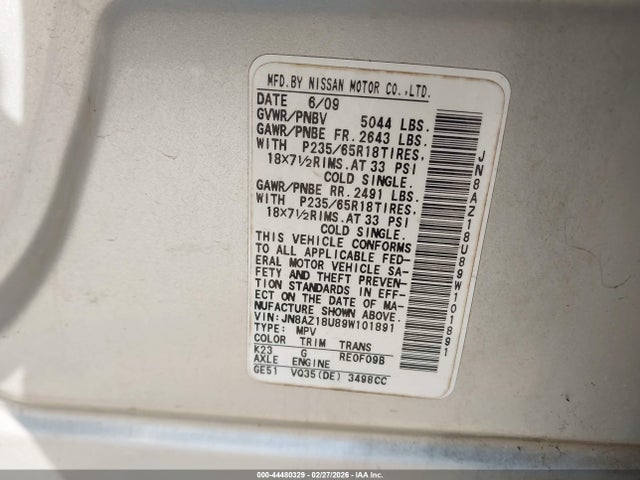 MFD.BY NISSAN MOTOR CO.,LTD.
DATE 6/09
GVWR/PNBV 5044 LBS.
GAWR/PNBE FR. 2643 LBS.
WITH P235/65R18TIRES,
18×7½RIMS.AT 33 PSI
COLD SINGLE.
GAWR/PNBE RR. 2491 LBS.
WITH P235/65R18TIRES,
18×7½RIMS.AT 33 PSI
COLD SINGLE.
THIS VEHICLE CONFORMS
TO ALL APPLICABLE FED-
ERAL MOTOR VEHICLE SA-
FETY AND THEFT PREVEN-
TION STANDARDS IN EFF-
ECT ON THE DATE OF MA-
NUFACTURE SHOWN ABOVE.
VIN: JN8AZ18U89W101891
TYPE: MPV
COLOR TRIM TRANS
K23 G RE0F09B
AXLE ENGINE
GE51 VQ35(DE) 3498CC
JN8AZ18U89W101891
000-44480329 - 02/27/2026 - IAA Inc.